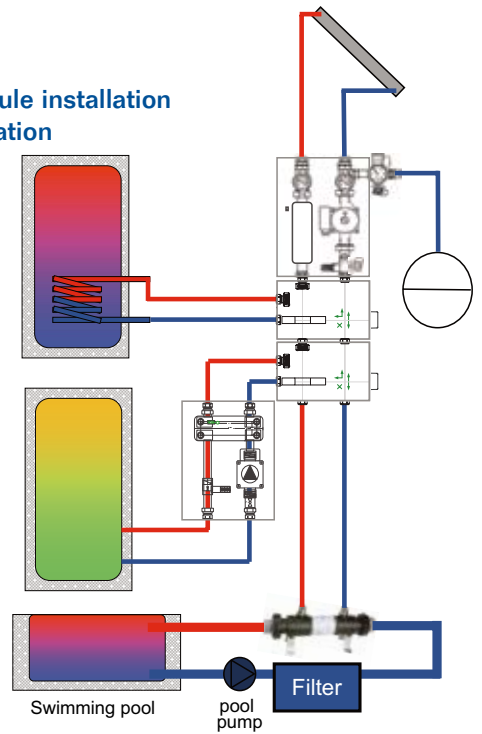 ule installation
ation
Swimming pool
pool
pump
Filter